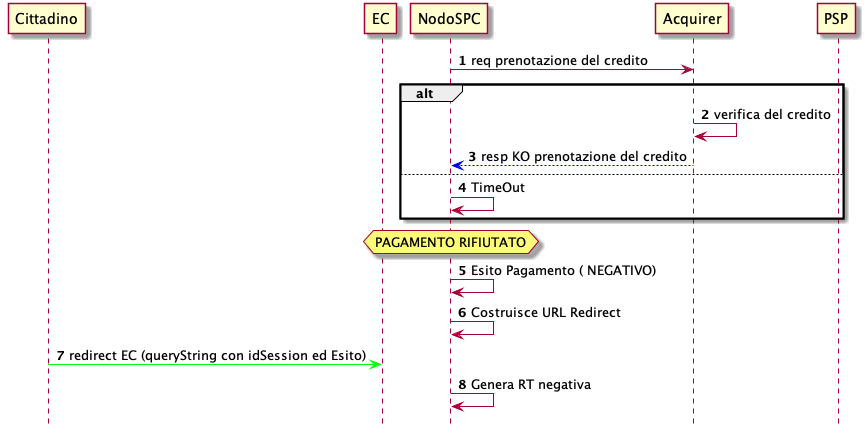 Cittadino EC NodoSPC Acquirer PSP
1 req prenotazione del credito
alt
2 verifica del credito
3 resp KO prenotazione del credito
4 TimeOut
PAGAMENTO RIFIUTATO
5 Esito Pagamento ( NEGATIVO)
6 Costruisce URL Redirect
7 redirect EC (queryString con idSession ed Esito)
8 Genera RT negativa